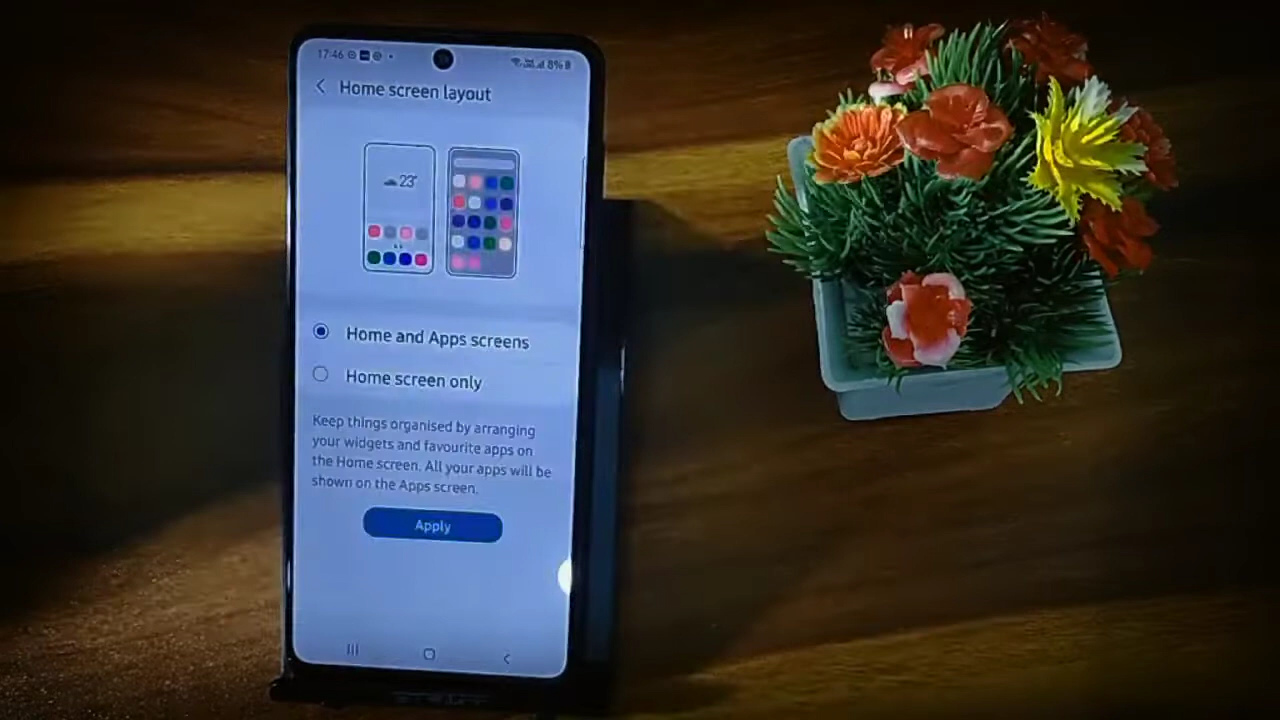 17:46
8%
Home screen layout
23°
Home and Apps screens
Home screen only
Keep things organised by arranging
your widgets and favourite apps on
the Home screen. All your apps will be
shown on the Apps screen.
Apply